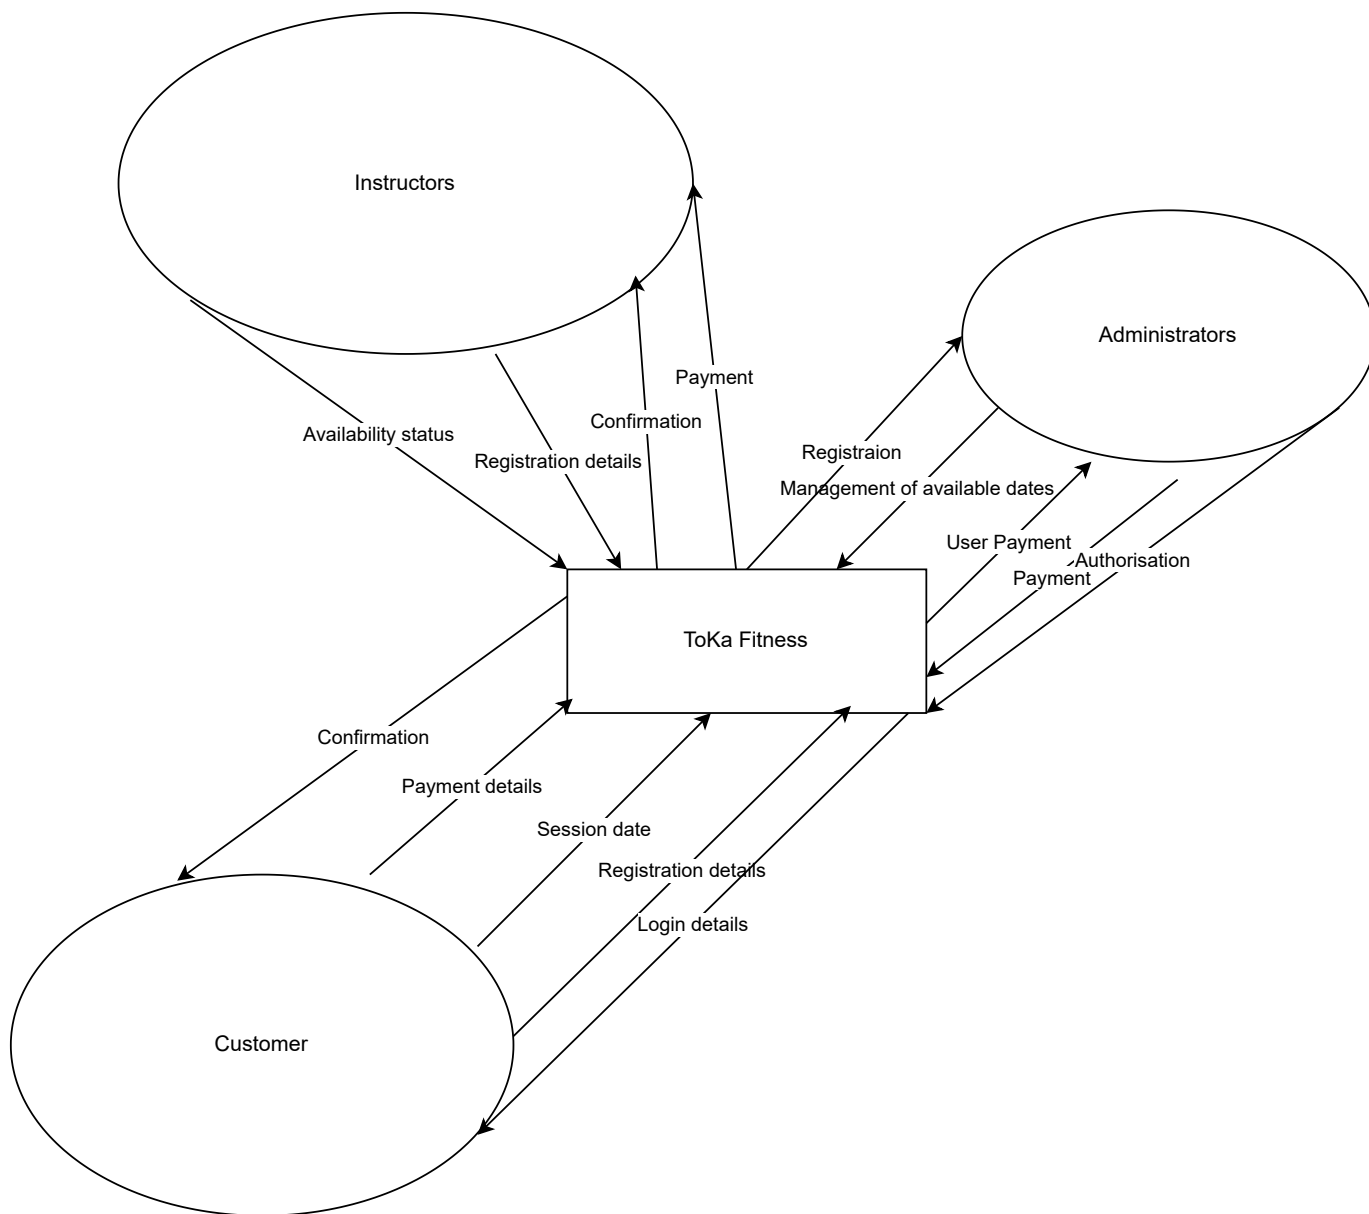 Instructors
Administrators
Payment
Confirmation
Availability status
Registraion
Registration details
Management of available dates
User Payment
Authorisation
Payment
ToKa Fitness
Confirmation
Payment details
Session date
Registration details
Login details
Customer